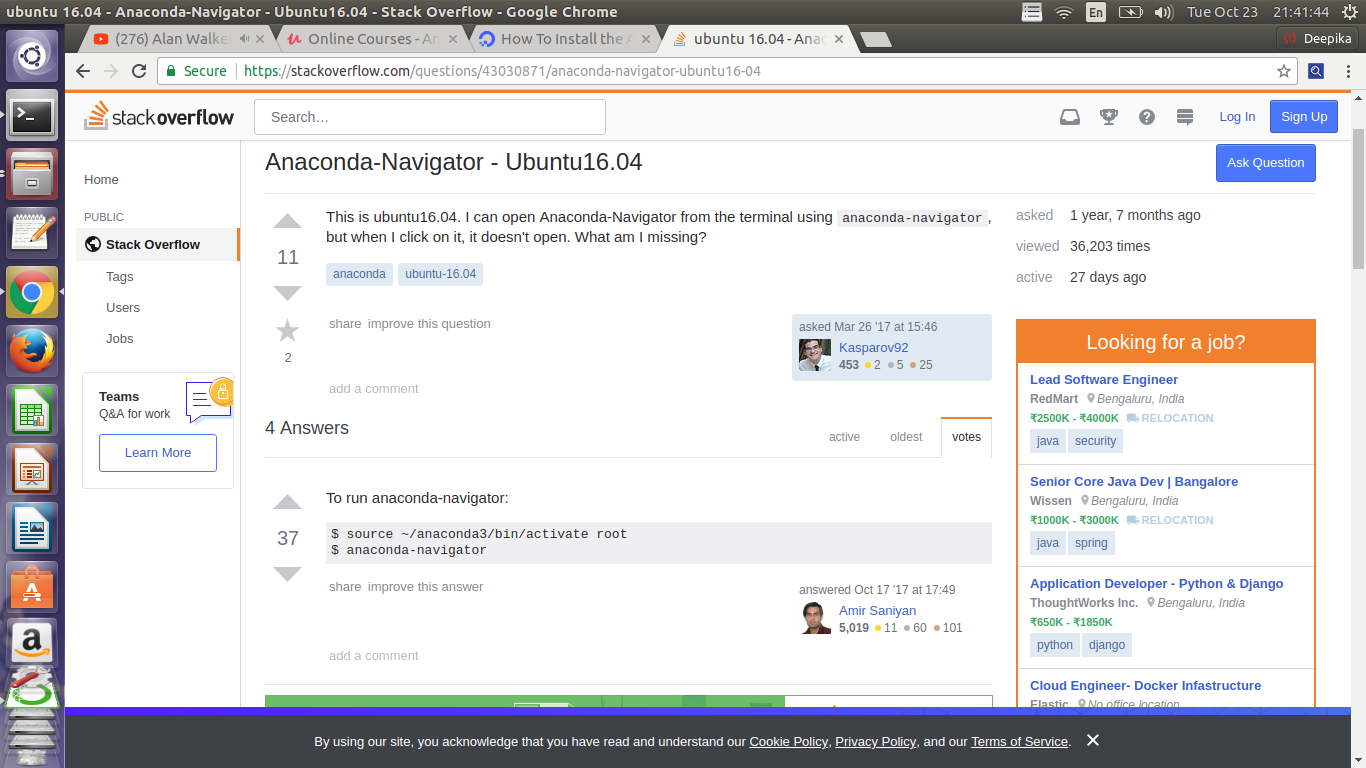 ubuntu 16.04 - Anaconda-Navigator - Ubuntu16.04 - Stack Overflow - Google Chrome
En
Tue Oct 23 21:41:44
(276) Alan Walke
Online Courses - An
How To Install the A
ubuntu 16.04 - Anac
Deepika
Secure
https://stackoverflow.com/questions/43030871/anaconda-navigator-ubuntu16-04
stackoverflow
Search…
Log In
Sign Up
Home
PUBLIC
Stack Overflow
Tags
Users
Jobs
Teams
Q&A for work
Learn More
Anaconda-Navigator - Ubuntu16.04
Ask Question
11
2
This is ubuntu16.04. I can open Anaconda-Navigator from the terminal using anaconda-navigator,
but when I click on it, it doesn't open. What am I missing?
anaconda ubuntu-16.04
share improve this question
asked Mar 26 '17 at 15:46
Kasparov92
453 2 5 25
add a comment
4 Answers
active oldest votes
37
To run anaconda-navigator:
$ source ~/anaconda3/bin/activate root
$ anaconda-navigator
share improve this answer
answered Oct 17 '17 at 17:49
Amir Saniyan
5,019 11 60 101
add a comment
asked 1 year, 7 months ago
viewed 36,203 times
active 27 days ago
Looking for a job?
Lead Software Engineer
RedMart Bengaluru, India
₹2500K - ₹4000K RELOCATION
java security
Senior Core Java Dev | Bangalore
Wissen Bengaluru, India
₹1000K - ₹3000K RELOCATION
java spring
Application Developer - Python & Django
ThoughtWorks Inc. Bengaluru, India
₹650K - ₹1850K
python django
Cloud Engineer- Docker Infastructure
Elastic No office location
By using our site, you acknowledge that you have read and understand our Cookie Policy, Privacy Policy, and our Terms of Service.